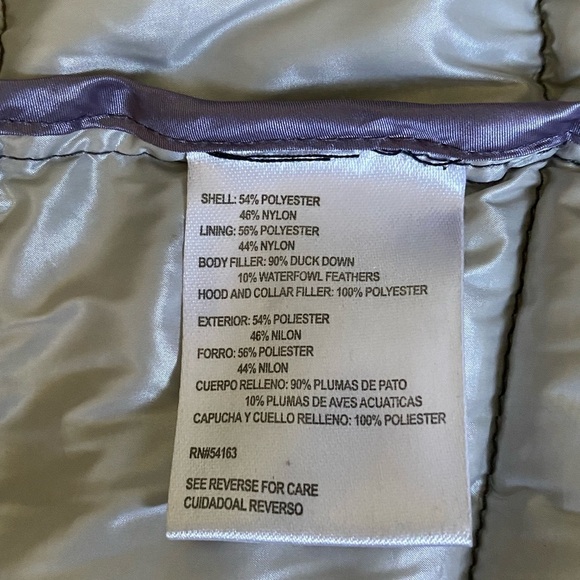 SHELL: 54% POLYESTER
46% NYLON
LINING: 56% POLYESTER
44% NYLON
BODY FILLER: 90% DUCK DOWN
10% WATERFOWL FEATHERS
HOOD AND COLLAR FILLER: 100% POLYESTER
EXTERIOR: 54% POLIESTER
46% NILON
FORRO: 56% POLIESTER
44% NILON
CUERPO RELLENO: 90% PLUMAS DE PATO
10% PLUMAS DE AVES ACUATICAS
CAPUCHA Y CUELLO RELLENO: 100% POLIESTER
RN#54163
SEE REVERSE FOR CARE
CUIDADOAL REVERSO